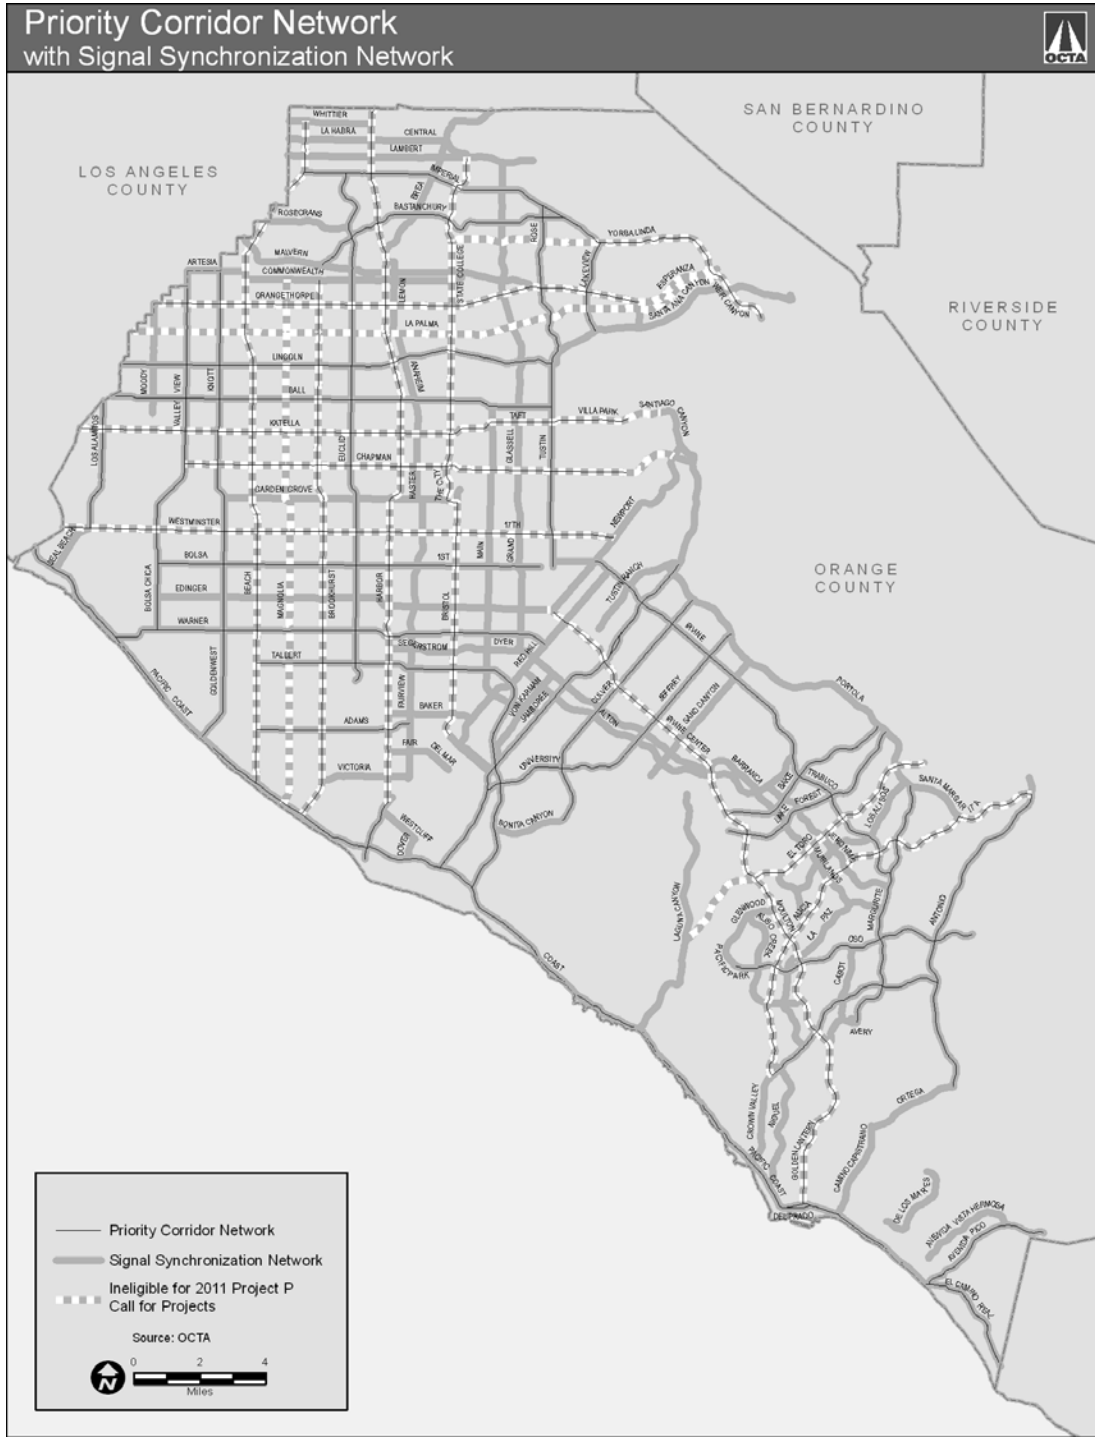 Priority Corridor Network
with Signal Synchronization Network
OCTA
SAN BERNARDINO
COUNTY
LOS ANGELES
COUNTY
RIVERSIDE
COUNTY
ORANGE
COUNTY
WHITTIER
LA HABRA
CENTRAL
LAMBERT
IMPERIAL
BREA
BASTANCHURY
ROSECRANS
ROSE
YORBA LINDA
MALVERN
STATE COLLEGE
LAKEVIEW
ARTESIA
COMMONWEALTH
LEMON
ESPERANZA
SANTA ANA CANYON
WEIR CANYON
ORANGETHORPE
LA PALMA
LINCOLN
ANAHEIM
MOODY
VALLEY VIEW
KNOTT
BALL
TAFT
VILLA PARK
SANTIAGO
CANYON
KATELLA
LOS ALAMITOS
EUCLID
GLASSELL
TUSTIN
CHAPMAN
HASTER
THE CITY
GARDEN GROVE
NEWPORT
WESTMINSTER
17TH
SEAL BEACH
BOLSA
1ST
MAIN
GRAND
BOLSA CHICA
EDINGER
BEACH
MAGNOLIA
BROOKHURST
HARBOR
BRISTOL
TUSTIN RANCH
WARNER
IRVINE
SEGERSTROM
DYER
RED HILL
TALBERT
GOLDENWEST
PACIFIC COAST
FAIRVIEW
BAKER
VON KARMAN
JAMBOREE
CULVER
JEFFREY
SAND CANYON
PORTOLA
ALTON
IRVINE CENTER
ADAMS
FAIR
DEL MAR
UNIVERSITY
VICTORIA
BARRANCA
BAKE
TRABUCO
LAKE FOREST
LOS ALISOS
SANTA MARGARITA
WESTCLIFF
DOVER
BONITA CANYON
EL TORO
JERONIMO
MUIRLANDS
LAGUNA CANYON
GLENWOOD
MOULTON
ALICIA
LA PAZ
MARGURITE
ANTONIO
ALISO CREEK
PACIFIC PARK
OSO
CABOT
COAST
AVERY
ORTEGA
CROWN VALLEY
NIGUEL
GOLDEN LANTERN
CAMINO CAPISTRANO
PACIFIC COAST
DEL PRADO
DE LOS MARES
AVENIDA VISTA HERMOSA
AVENIDA PICO
EL CAMINO REAL
Priority Corridor Network
Signal Synchronization Network
Ineligible for 2011 Project P
Call for Projects
Source: OCTA
0 2 4
Miles
N